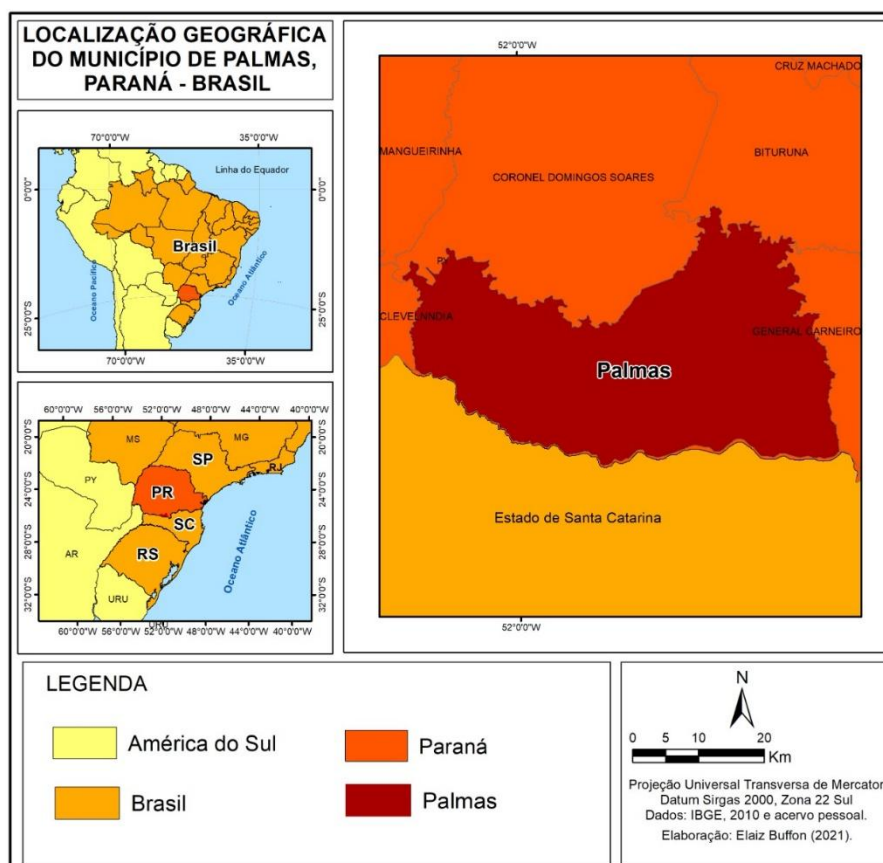 LOCALIZAÇÃO GEOGRÁFICA
DO MUNICÍPIO DE PALMAS,
PARANÁ - BRASIL
70°0'0"W
35°0'0"W
Linha do Equador
0°0'0"
0°0'0"
Brasil
Oceano Pacífico
Oceano Atlântico
25°0'0"S
25°0'0"S
70°0'0"W
35°0'0"W
60°0'0"W
56°0'0"W
52°0'0"W
48°0'0"W
44°0'0"W
40°0'0"W
20°0'0"S
24°0'0"S
28°0'0"S
32°0'0"S
20°0'0"S
24°0'0"S
28°0'0"S
32°0'0"S
MS
MG
SP
RJ
PY
PR
SC
AR
RS
URU
Oceano Atlântico
60°0'0"W
56°0'0"W
52°0'0"W
48°0'0"W
44°0'0"W
40°0'0"W
URU
52°0'0"W
CRUZ MACHADO
MANGUEIRINHA
BITURUNA
CORONEL DOMINGOS SOARES
PY
CLEVELNNDIA
GENERAL CARNEIRO
Palmas
Estado de Santa Catarina
52°0'0"W
LEGENDA
América do Sul
Paraná
Brasil
Palmas
N
0 5 10 20
Km
Projeção Universal Transversa de Mercator
Datum Sirgas 2000, Zona 22 Sul
Dados: IBGE, 2010 e acervo pessoal.
Elaboração: Elaiz Buffon (2021).